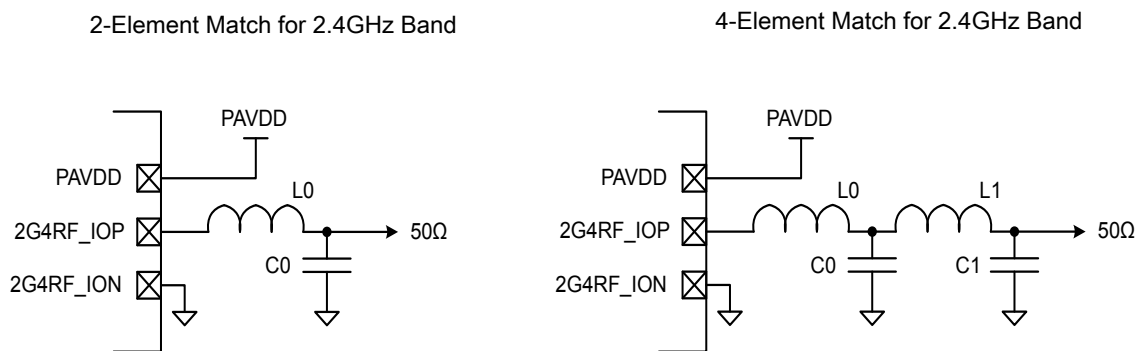 2-Element Match for 2.4GHz Band
PAVDD
PAVDD
L0
2G4RF_IOP
50Ω
C0
2G4RF_ION
4-Element Match for 2.4GHz Band
PAVDD
PAVDD
L0
L1
2G4RF_IOP
50Ω
C0
C1
2G4RF_ION